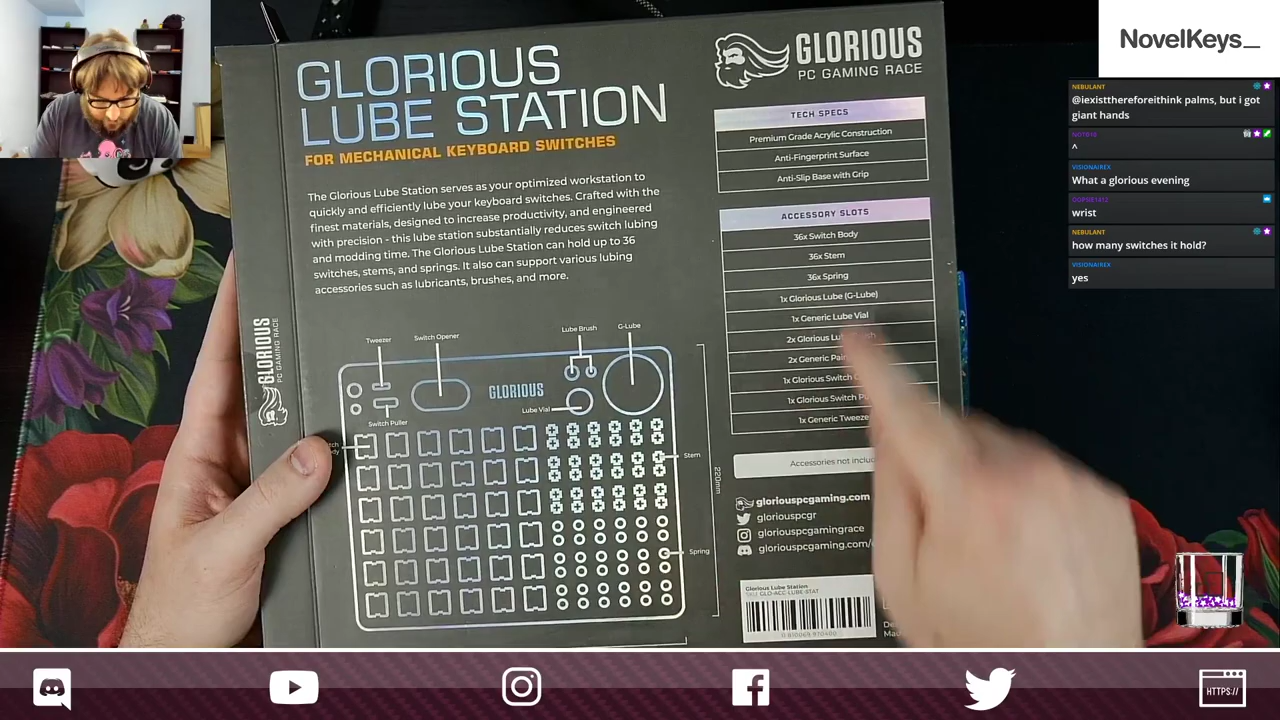 GLORIOUS
LUBE STATION
FOR MECHANICAL KEYBOARD SWITCHES
The Glorious Lube Station serves as your optimized workstation to
quickly and efficiently lube your keyboard switches. Crafted with the
finest materials, designed to increase productivity, and engineered
with precision - this lube station substantially reduces switch lubing
and modding time. The Glorious Lube Station can hold up to 36
switches, stems, and springs. It also can support various lubing
accessories such as lubricants, brushes, and more.
GLORIOUS
PC GAMING RACE
Tweezer
Switch Opener
Lube Brush
G-Lube
GLORIOUS
Lube Vial
Switch Puller
Stem
Spring
220mm
GLORIOUS
PC GAMING RACE
TECH SPECS
Premium Grade Acrylic Construction
Anti-Fingerprint Surface
Anti-Slip Base with Grip
ACCESSORY SLOTS
36x Switch Body
36x Stem
36x Spring
1x Glorious Lube (G-Lube)
1x Generic Lube Vial
2x Glorious
2x Generic
1x Glorious Switch
1x Glorious Switch
1x Generic Tweezer
Accessories not
gloriouspcgaming.com
gloriouspcgr
gloriouspcgamingrace
gloriouspcgaming.com/
Glorious Lube Station
SKU: GLO-ACC-LUBE-STAT
NovelKeys_
NEBULANT
@iexistthereforeithink palms, but i got
giant hands
^
VISIONAIREX
What a glorious evening
wrist
NEBULANT
how many switches it hold?
VISIONAIREX
yes
HTTPS://